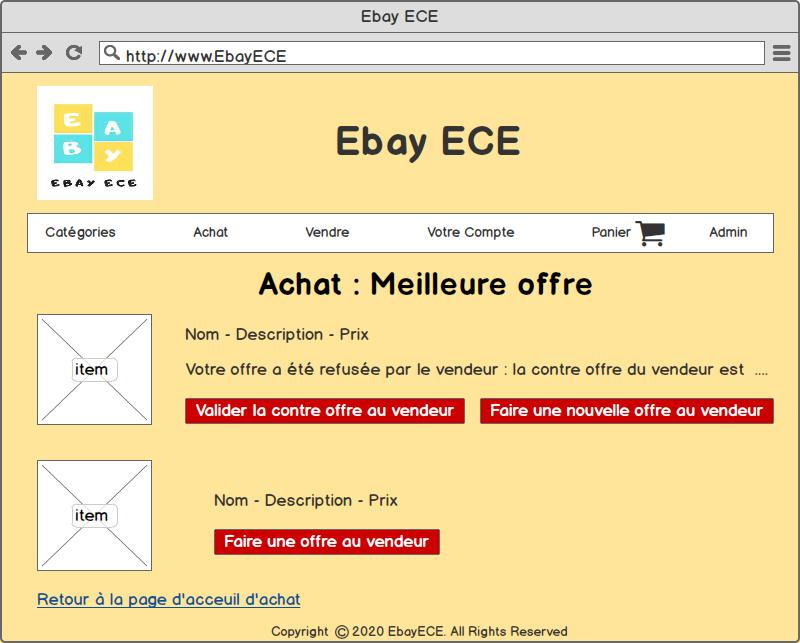 Ebay ECE
http://www.EbayECE
E
A
B
Y
EBAY ECE
Ebay ECE
Catégories Achat Vendre Votre Compte Panier Admin
Achat : Meilleure offre
item
Nom - Description - Prix
Votre offre a été refusée par le vendeur : la contre offre du vendeur est ....
Valider la contre offre au vendeur Faire une nouvelle offre au vendeur
item
Nom - Description - Prix
Faire une offre au vendeur
Retour à la page d'acceuil d'achat
Copyright © 2020 EbayECE. All Rights Reserved